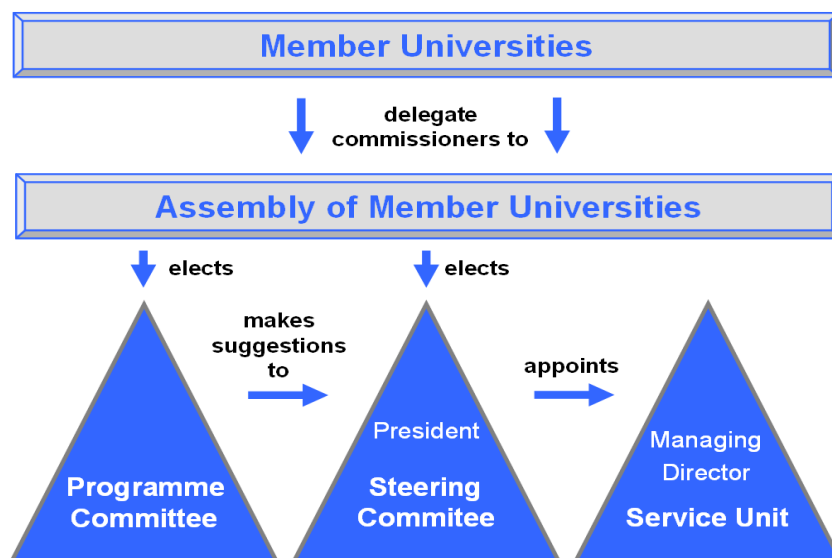 Member Universities
delegate
commissioners to
Assembly of Member Universities
elects
elects
makes
suggestions
to
appoints
President
Managing
Director
Programme
Committee
Steering
Commitee
Service Unit